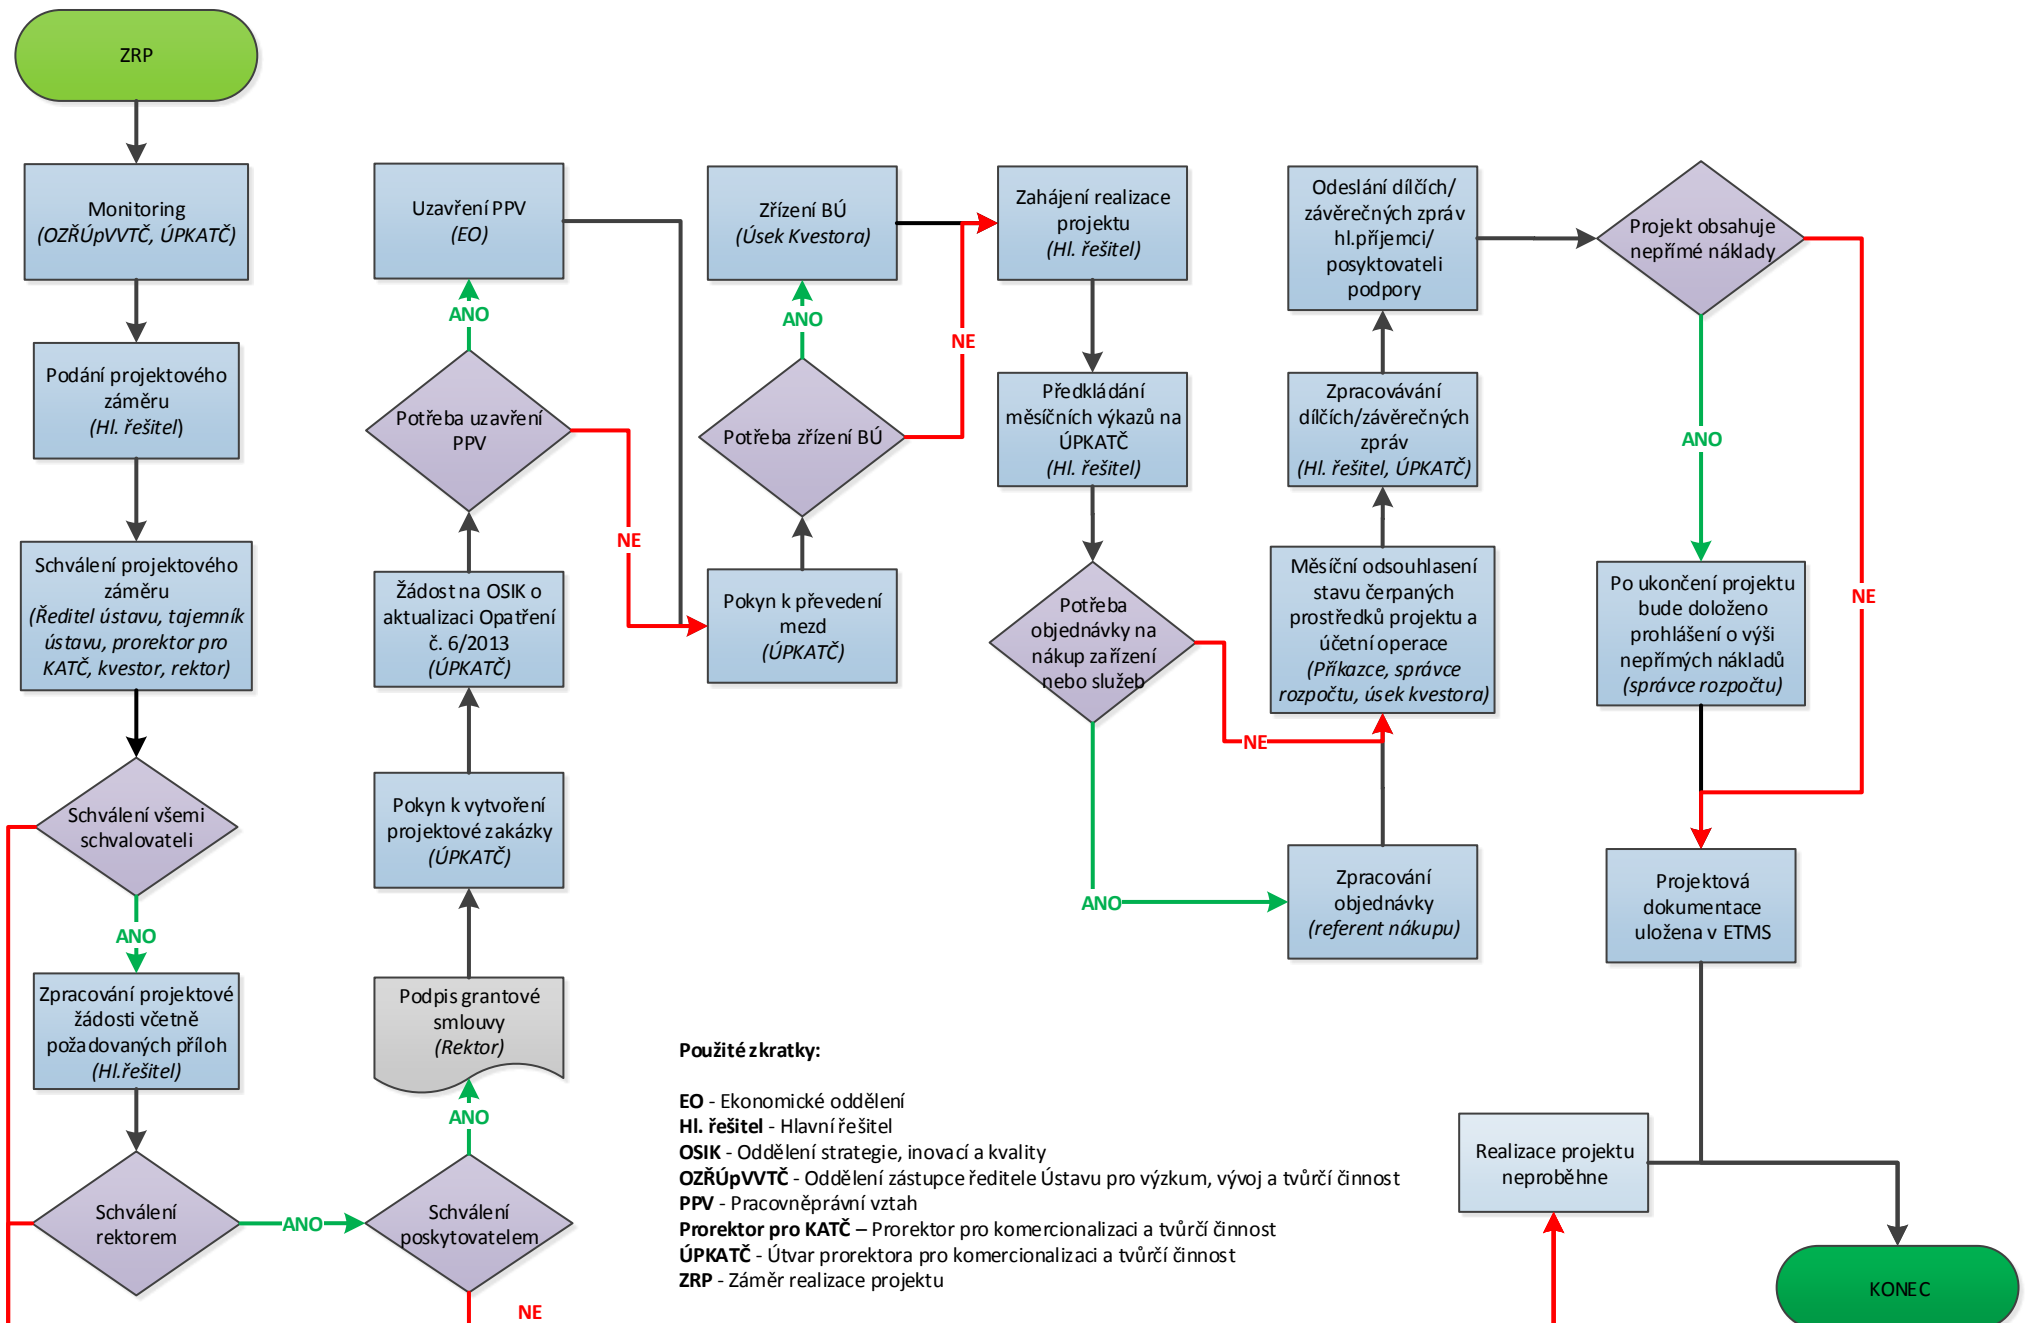 ZRP
Monitoring
(OZŘÚpVVTČ, ÚPKATČ)
Podání projektového
záměru
(Hl. řešitel)
Schválení projektového
záměru
(Ředitel ústavu, tajemník
ústavu, prorektor pro
KATČ, kvestor, rektor)
Schválení všemi
schvalovateli
ANO
Zpracování projektové
žádosti včetně
požadovaných příloh
(Hl.řešitel)
Schválení
rektorem
ANO
Schválení
poskytovatelem
NE
ANO
Podpis grantové
smlouvy
(Rektor)
Pokyn k vytvoření
projektové zakázky
(ÚPKATČ)
Žádost na OSIK o
aktualizaci Opatření
č. 6/2013
(ÚPKATČ)
Potřeba uzavření
PPV
ANO
NE
Uzavření PPV
(EO)
Pokyn k převedení
mezd
(ÚPKATČ)
Potřeba zřízení BÚ
ANO
NE
Zřízení BÚ
(Úsek Kvestora)
Zahájení realizace
projektu
(Hl. řešitel)
Předkládání
měsíčních výkazů na
ÚPKATČ
(Hl. řešitel)
Potřeba
objednávky na
nákup zařízení
nebo služeb
NE
ANO
Zpracování
objednávky
(referent nákupu)
Měsíční odsouhlasení
stavu čerpaných
prostředků projektu a
účetní operace
(Příkazce, správce
rozpočtu, úsek kvestora)
Zpracovávání
dílčích/závěrečných
zpráv
(Hl. řešitel, ÚPKATČ)
Odeslání dílčích/
závěrečných zpráv
hl.příjemci/
posyktovateli
podpory
Projekt obsahuje
nepřímé náklady
ANO
NE
Po ukončení projektu
bude doloženo
prohlášení o výši
nepřímých nákladů
(správce rozpočtu)
Projektová
dokumentace
uložena v ETMS
Realizace projektu
neproběhne
KONEC
Použité zkratky:
EO - Ekonomické oddělení
Hl. řešitel - Hlavní řešitel
OSIK - Oddělení strategie, inovací a kvality
OZŘÚpVVTČ - Oddělení zástupce ředitele Ústavu pro výzkum, vývoj a tvůrčí činnost
PPV - Pracovněprávní vztah
Prorektor pro KATČ – Prorektor pro komercionalizaci a tvůrčí činnost
ÚPKATČ - Útvar prorektora pro komercionalizaci a tvůrčí činnost
ZRP - Záměr realizace projektu